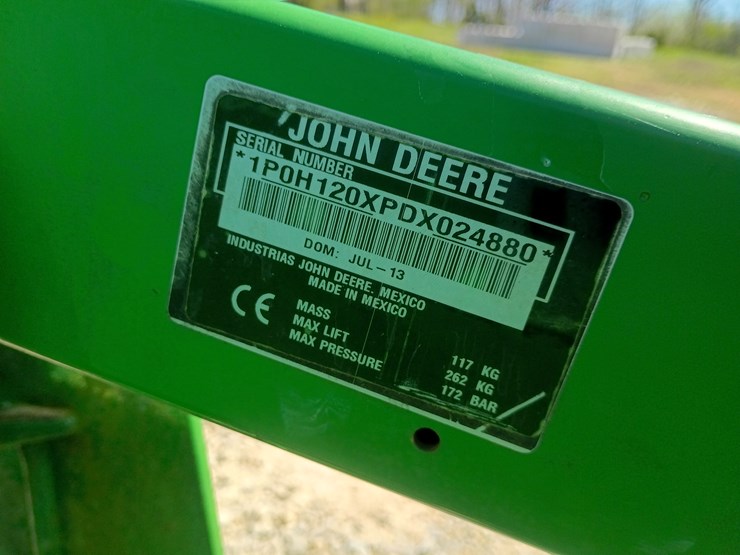 JOHN DEERE
SERIAL NUMBER
*1P0H120XPDX024880*
DOM: JUL-13
INDUSTRIAS JOHN DEERE, MEXICO
MADE IN MEXICO
CE
MASS 117 KG
MAX LIFT 262 KG
MAX PRESSURE 172 BAR